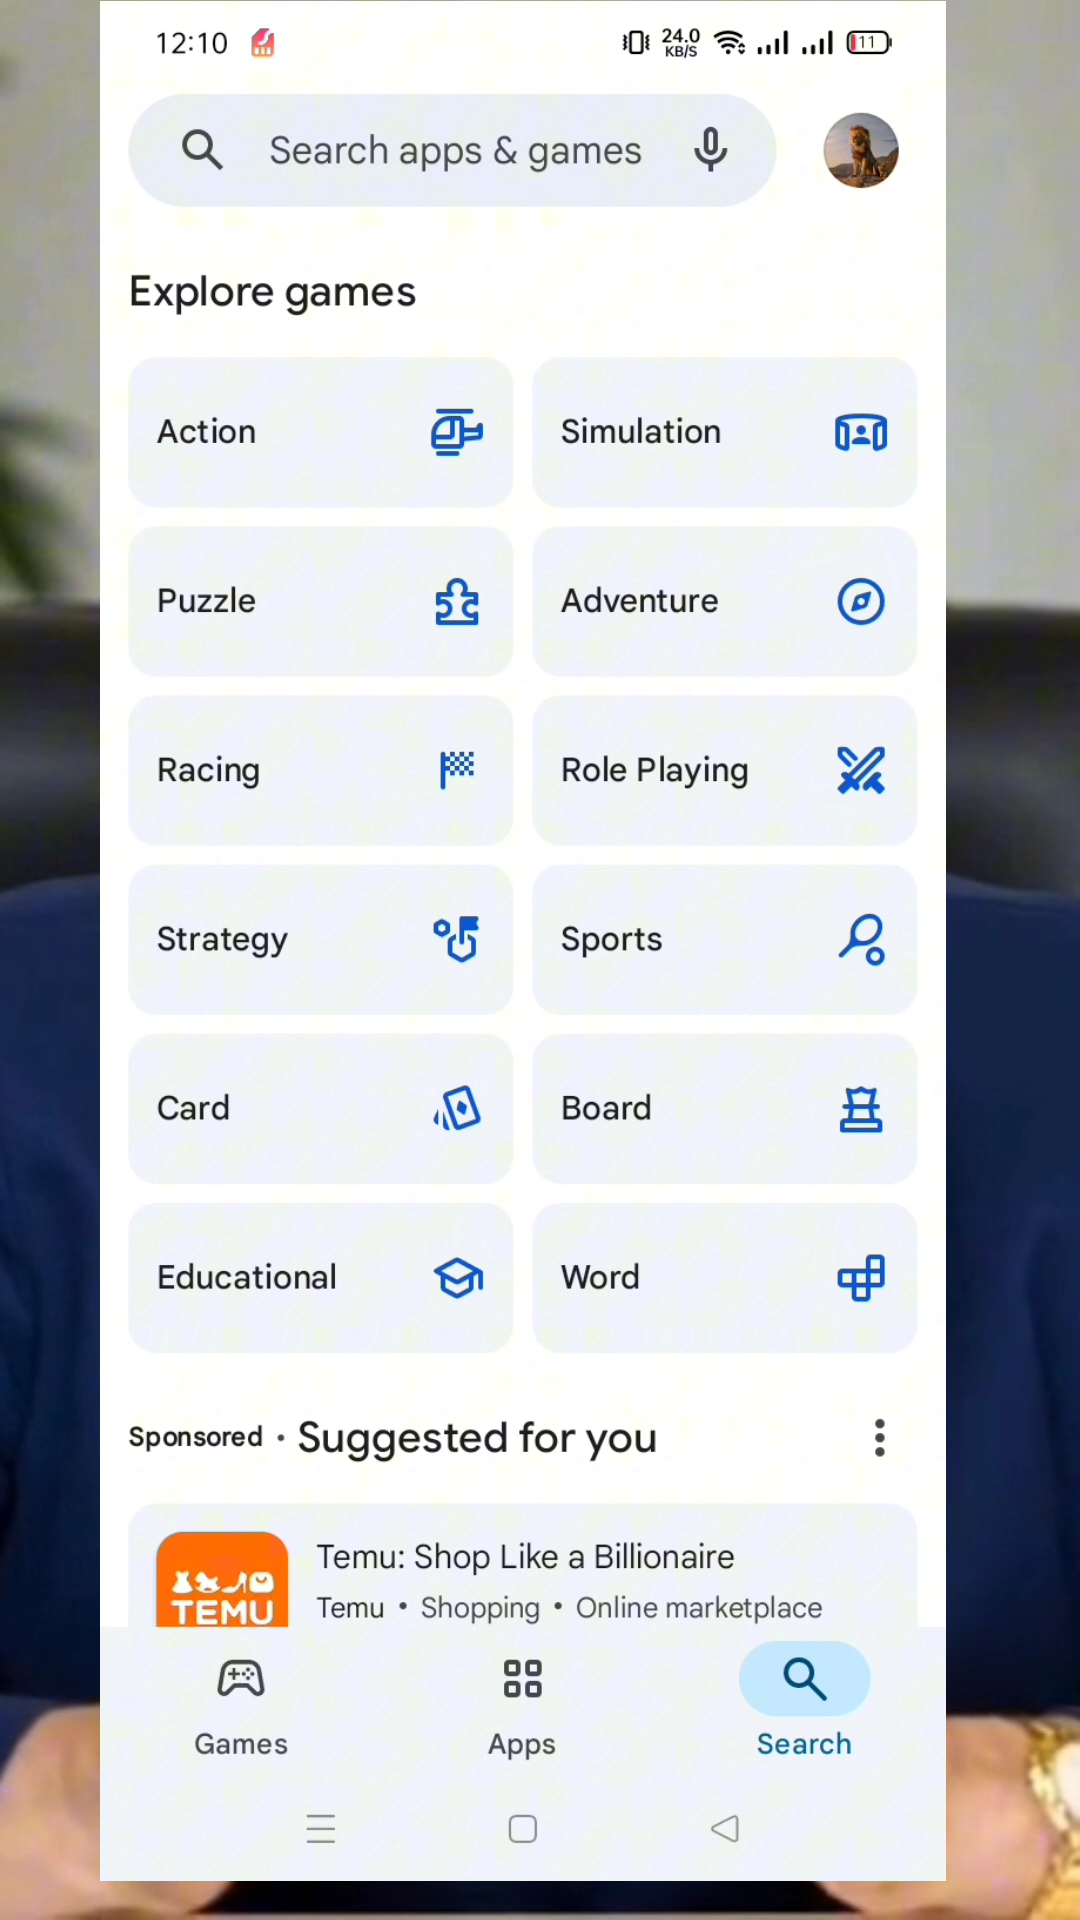 12:10
24.0
KB/S
11
Search apps & games
Explore games
Action
Simulation
Puzzle
Adventure
Racing
Role Playing
Strategy
Sports
Card
Board
Educational
Word
Sponsored • Suggested for you
Temu: Shop Like a Billionaire
Temu • Shopping • Online marketplace
TEMU
Games
Apps
Search